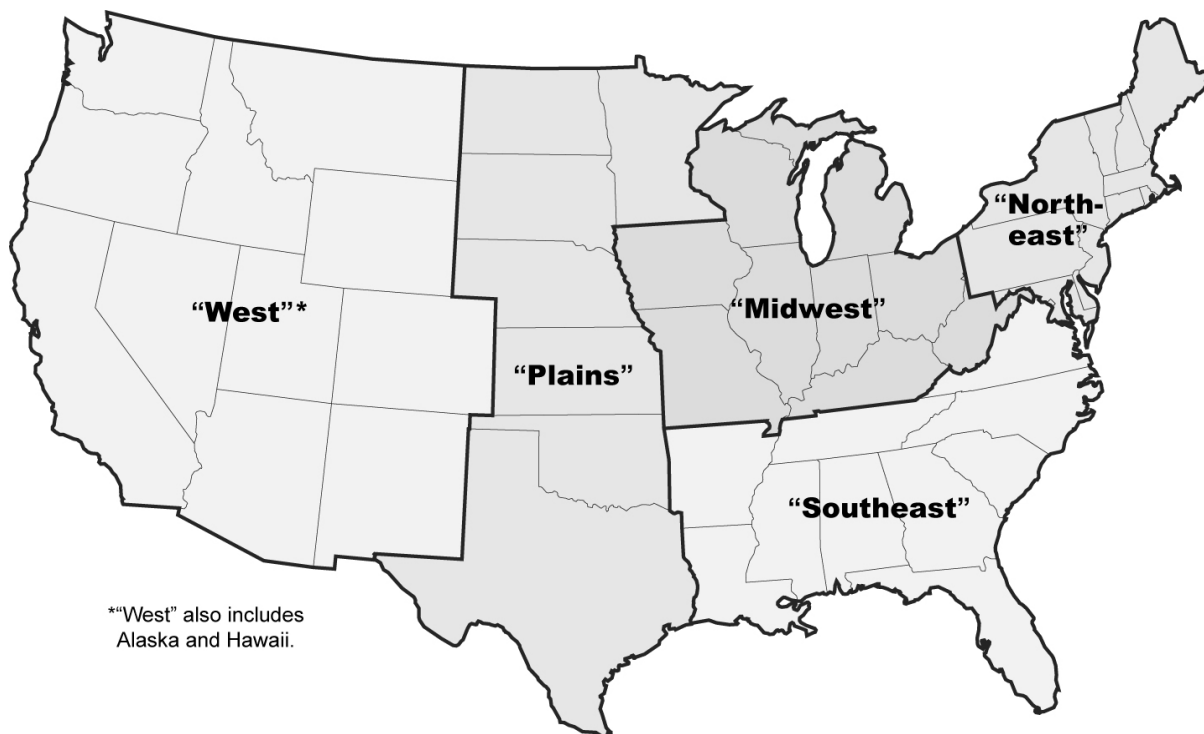 “North-
east”
“West”*
“Midwest”
“Plains”
“Southeast”
*“West” also includes
Alaska and Hawaii.